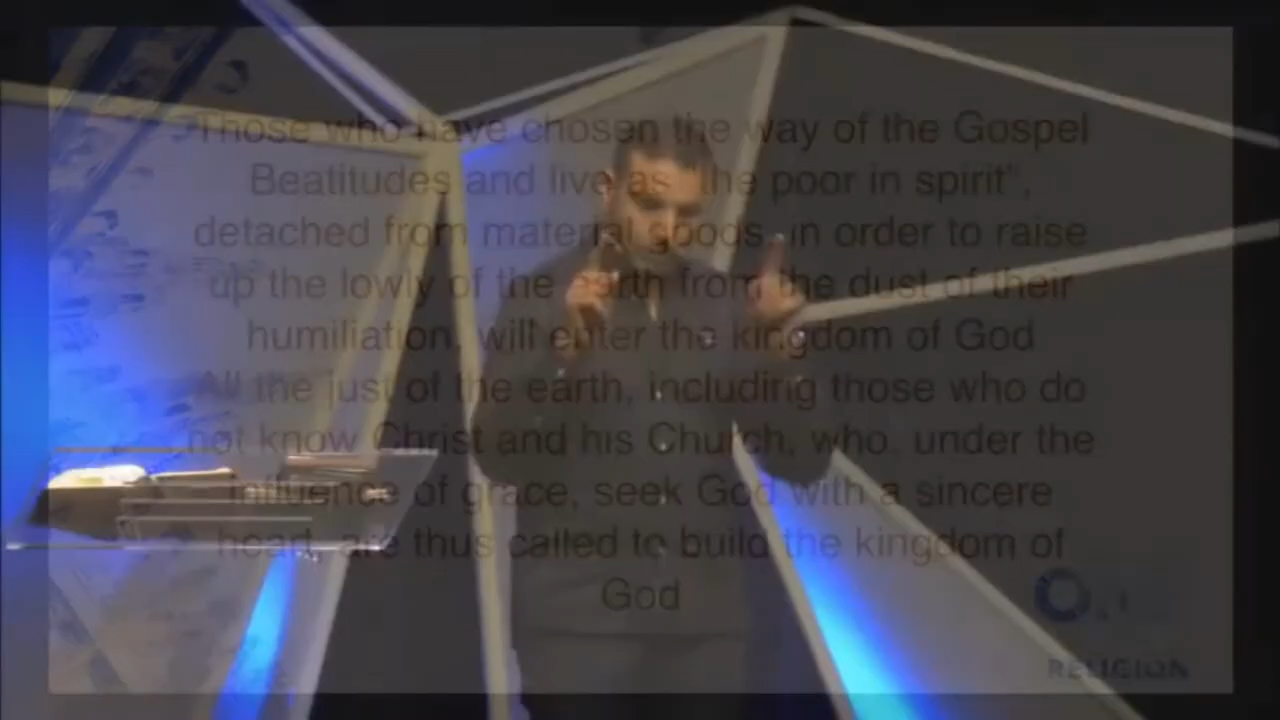 Those who have chosen the way of the Gospel
Beatitudes and live as "the poor in spirit",
detached from material goods, in order to raise
up the lowly of the earth from the dust of their
humiliation, will enter the kingdom of God
All the just of the earth, including those who do
not know Christ and his Church, who, under the
influence of grace, seek God with a sincere
heart, are thus called to build the kingdom of
God
RELIGION